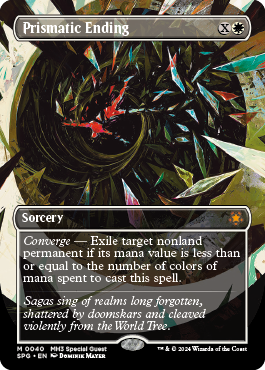 Prismatic Ending X
Sorcery
Converge — Exile target nonland
permanent if its mana value is less than
or equal to the number of colors of
mana spent to cast this spell.
Sagas sing of realms long forgotten,
shattered by doomskars and cleaved
violently from the World Tree.
M 0040 MH3 Special Guest
SPG • EN Dominik Mayer
™ & © 2024 Wizards of the Coast